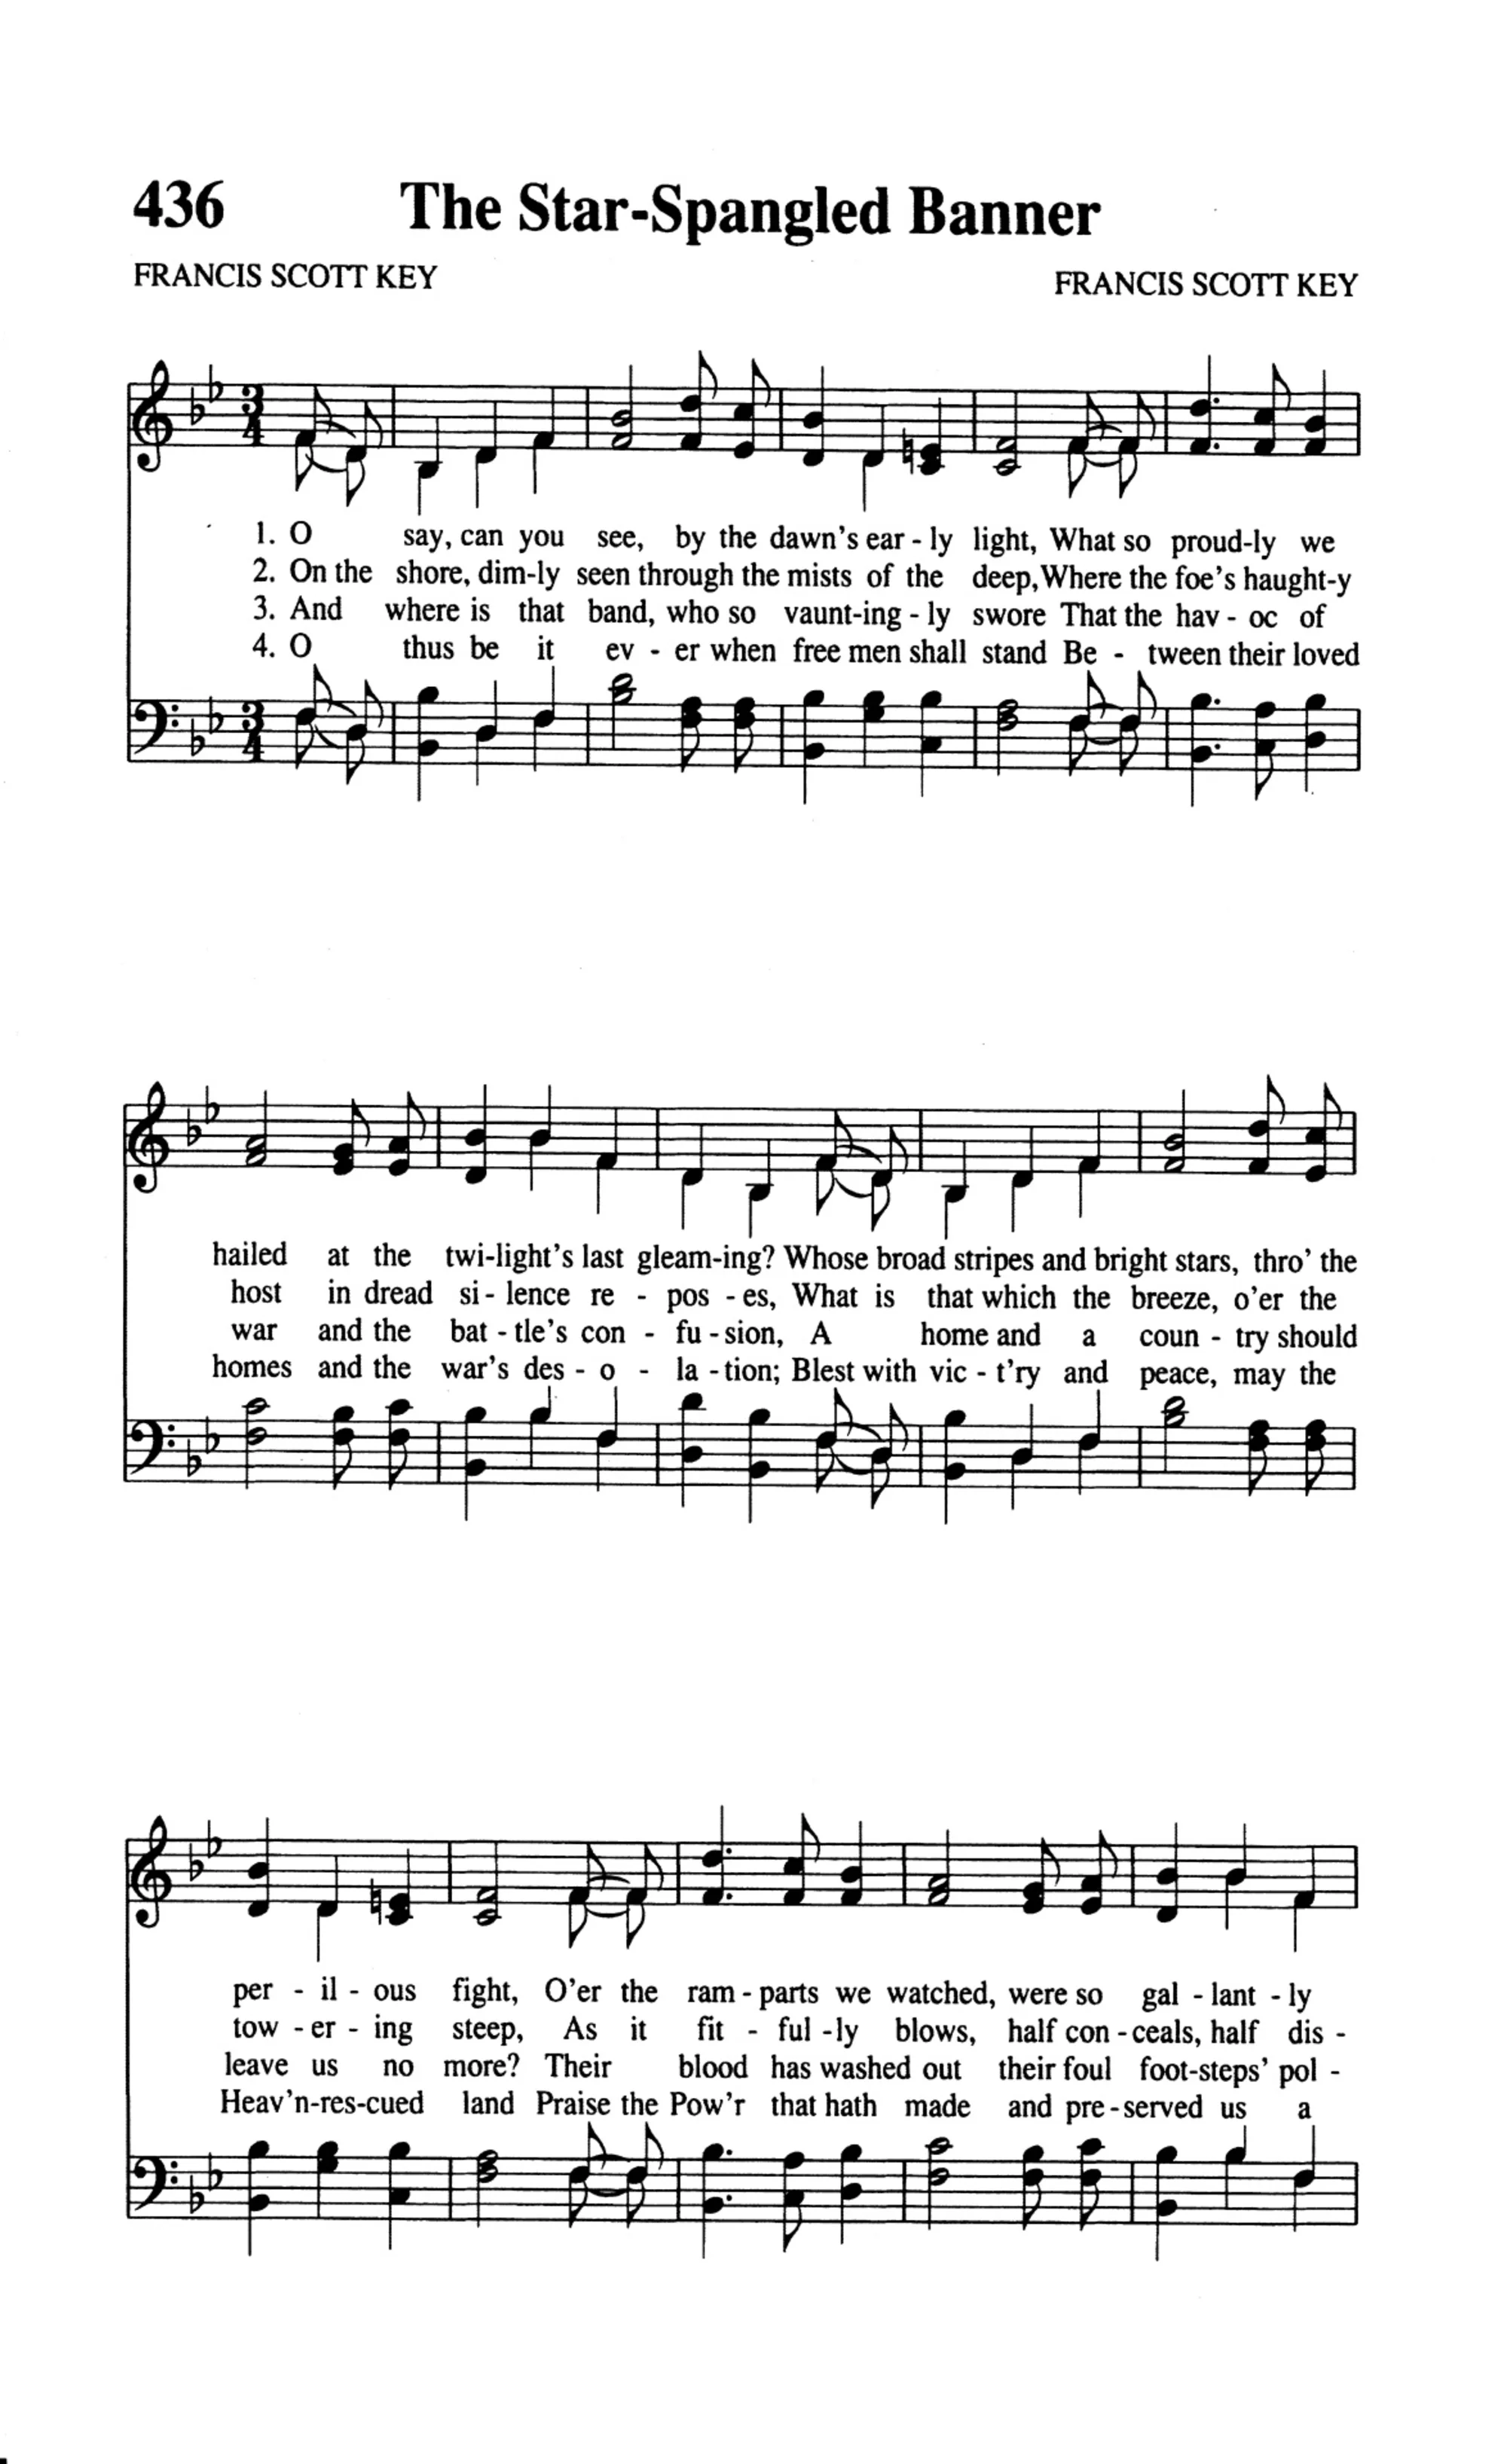 436 The Star-Spangled Banner
FRANCIS SCOTT KEY FRANCIS SCOTT KEY
3 4
1. O say, can you see, by the dawn's ear - ly light, What so proud-ly we
2. On the shore, dim-ly seen through the mists of the deep, Where the foe's haught-y
3. And where is that band, who so vaunt-ing - ly swore That the hav - oc of
4. O thus be it ev - er when free men shall stand Be - tween their loved
3 4
hailed at the twi-light's last gleam-ing? Whose broad stripes and bright stars, thro' the
host in dread si - lence re - pos - es, What is that which the breeze, o'er the
war and the bat - tle's con - fu - sion, A home and a coun - try should
homes and the war's des - o - la - tion; Blest with vic - t'ry and peace, may the
per - il - ous fight, O'er the ram - parts we watched, were so gal - lant - ly
tow - er - ing steep, As it fit - ful - ly blows, half con - ceals, half dis -
leave us no more? Their blood has washed out their foul foot-steps' pol -
Heav'n-res-cued land Praise the Pow'r that hath made and pre - served us a